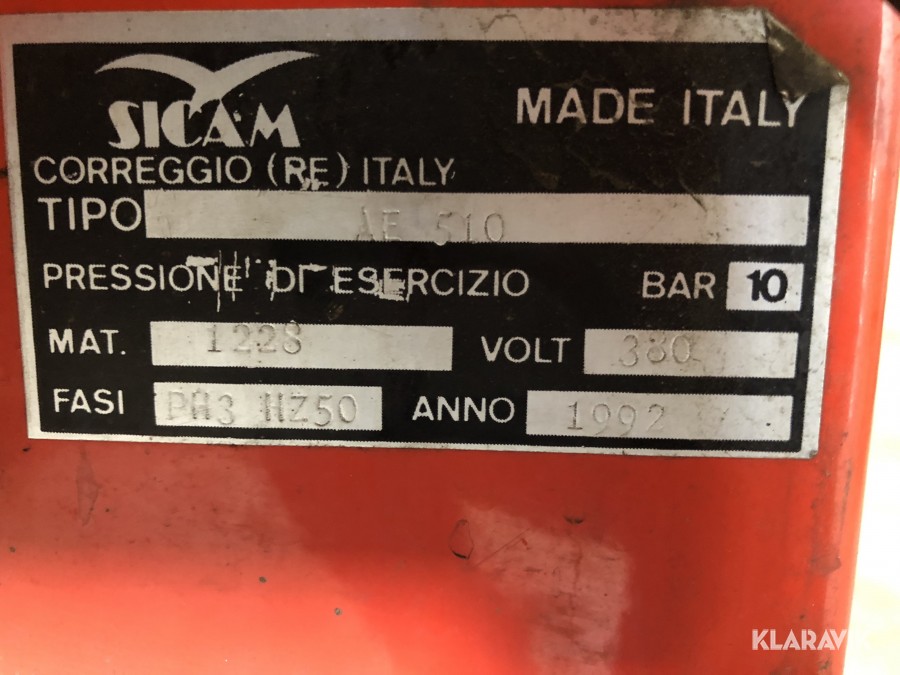 SICAM
MADE ITALY
CORREGGIO (RE) ITALY
TIPO AE 510
PRESSIONE DI ESERCIZIO BAR 10
MAT. 1228 VOLT 380
FASI PH3 HZ50 ANNO 1992
KLARAV